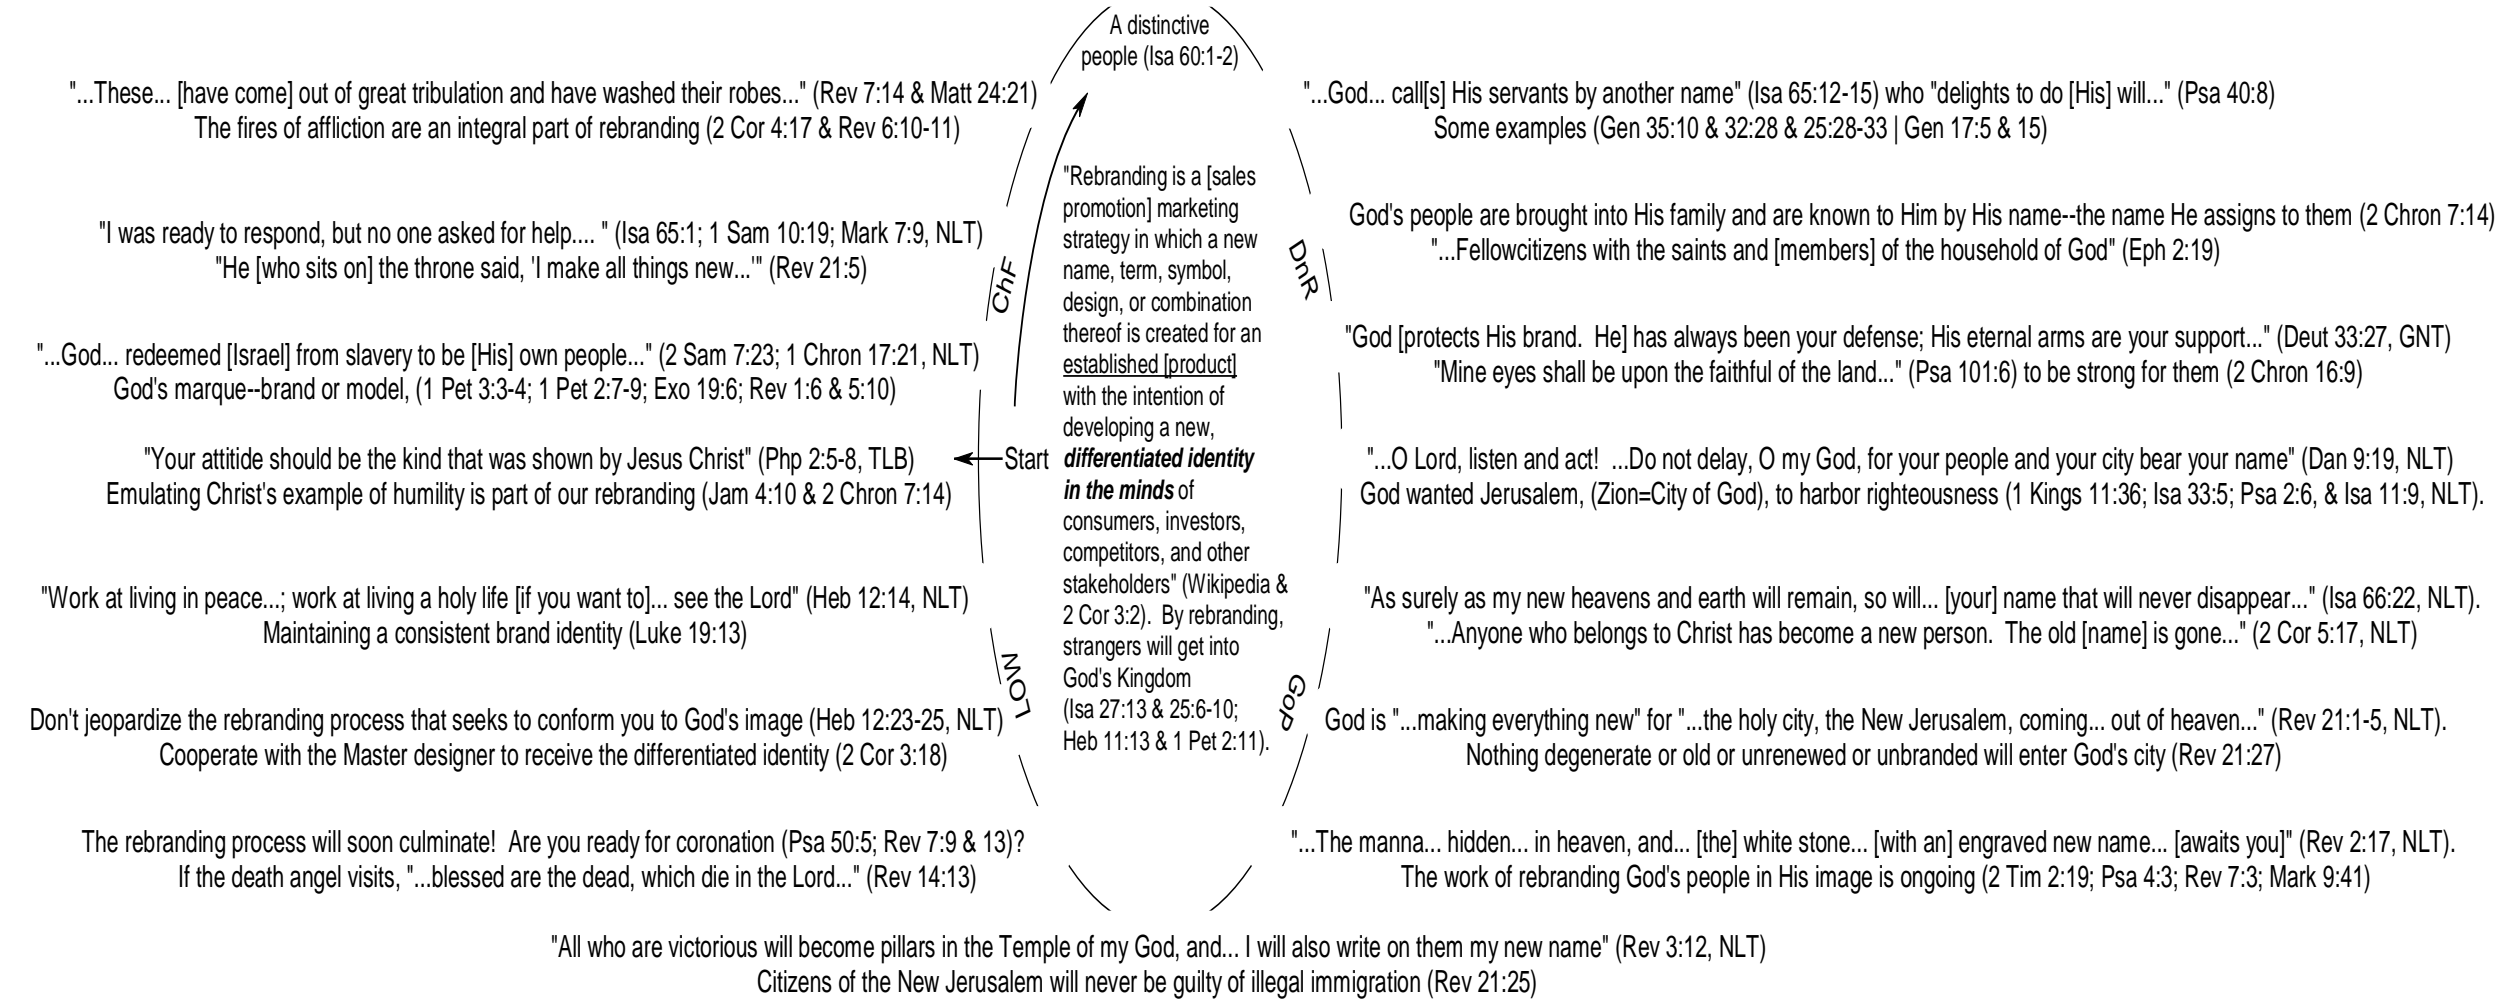 A distinctive
people (Isa 60:1-2)
"...These... [have come] out of great tribulation and have washed their robes..." (Rev 7:14 & Matt 24:21)
The fires of affliction are an integral part of rebranding (2 Cor 4:17 & Rev 6:10-11)
"I was ready to respond, but no one asked for help.... " (Isa 65:1; 1 Sam 10:19; Mark 7:9, NLT)
"He [who sits on] the throne said, 'I make all things new...'" (Rev 21:5)
ChF
"...God... redeemed [Israel] from slavery to be [His] own people..." (2 Sam 7:23; 1 Chron 17:21, NLT)
God's marque--brand or model, (1 Pet 3:3-4; 1 Pet 2:7-9; Exo 19:6; Rev 1:6 & 5:10)
"Your attitide should be the kind that was shown by Jesus Christ" (Php 2:5-8, TLB)
Emulating Christ's example of humility is part of our rebranding (Jam 4:10 & 2 Chron 7:14)
Start
"Work at living in peace...; work at living a holy life [if you want to]... see the Lord" (Heb 12:14, NLT)
Maintaining a consistent brand identity (Luke 19:13)
LOW
Don't jeopardize the rebranding process that seeks to conform you to God's image (Heb 12:23-25, NLT)
Cooperate with the Master designer to receive the differentiated identity (2 Cor 3:18)
The rebranding process will soon culminate!  Are you ready for coronation (Psa 50:5; Rev 7:9 & 13)?
If the death angel visits, "...blessed are the dead, which die in the Lord..." (Rev 14:13)
"Rebranding is a [sales
promotion] marketing
strategy in which a new
name, term, symbol,
design, or combination
thereof is created for an
established [product]
with the intention of
developing a new,
differentiated identity
in the minds of
consumers, investors,
competitors, and other
stakeholders" (Wikipedia &
2 Cor 3:2).  By rebranding,
strangers will get into
God's Kingdom
(Isa 27:13 & 25:6-10;
Heb 11:13 & 1 Pet 2:11).
"...God... call[s] His servants by another name" (Isa 65:12-15) who "delights to do [His] will..." (Psa 40:8)
Some examples (Gen 35:10 & 32:28 & 25:28-33 | Gen 17:5 & 15)
God's people are brought into His family and are known to Him by His name--the name He assigns to them (2 Chron 7:14)
"...Fellowcitizens with the saints and [members] of the household of God" (Eph 2:19)
DnR
"God [protects His brand.  He] has always been your defense; His eternal arms are your support..." (Deut 33:27, GNT)
"Mine eyes shall be upon the faithful of the land..." (Psa 101:6) to be strong for them (2 Chron 16:9)
"...O Lord, listen and act!  ...Do not delay, O my God, for your people and your city bear your name" (Dan 9:19, NLT)
God wanted Jerusalem, (Zion=City of God), to harbor righteousness (1 Kings 11:36; Isa 33:5; Psa 2:6, & Isa 11:9, NLT).
"As surely as my new heavens and earth will remain, so will... [your] name that will never disappear..." (Isa 66:22, NLT).
"...Anyone who belongs to Christ has become a new person.  The old [name] is gone..." (2 Cor 5:17, NLT)
GoP
God is "...making everything new" for "...the holy city, the New Jerusalem, coming... out of heaven..." (Rev 21:1-5, NLT).
Nothing degenerate or old or unrenewed or unbranded will enter God's city (Rev 21:27)
"...The manna... hidden... in heaven, and... [the] white stone... [with an] engraved new name... [awaits you]" (Rev 2:17, NLT).
The work of rebranding God's people in His image is ongoing (2 Tim 2:19; Psa 4:3; Rev 7:3; Mark 9:41)
"All who are victorious will become pillars in the Temple of my God, and... I will also write on them my new name" (Rev 3:12, NLT)
Citizens of the New Jerusalem will never be guilty of illegal immigration (Rev 21:25)